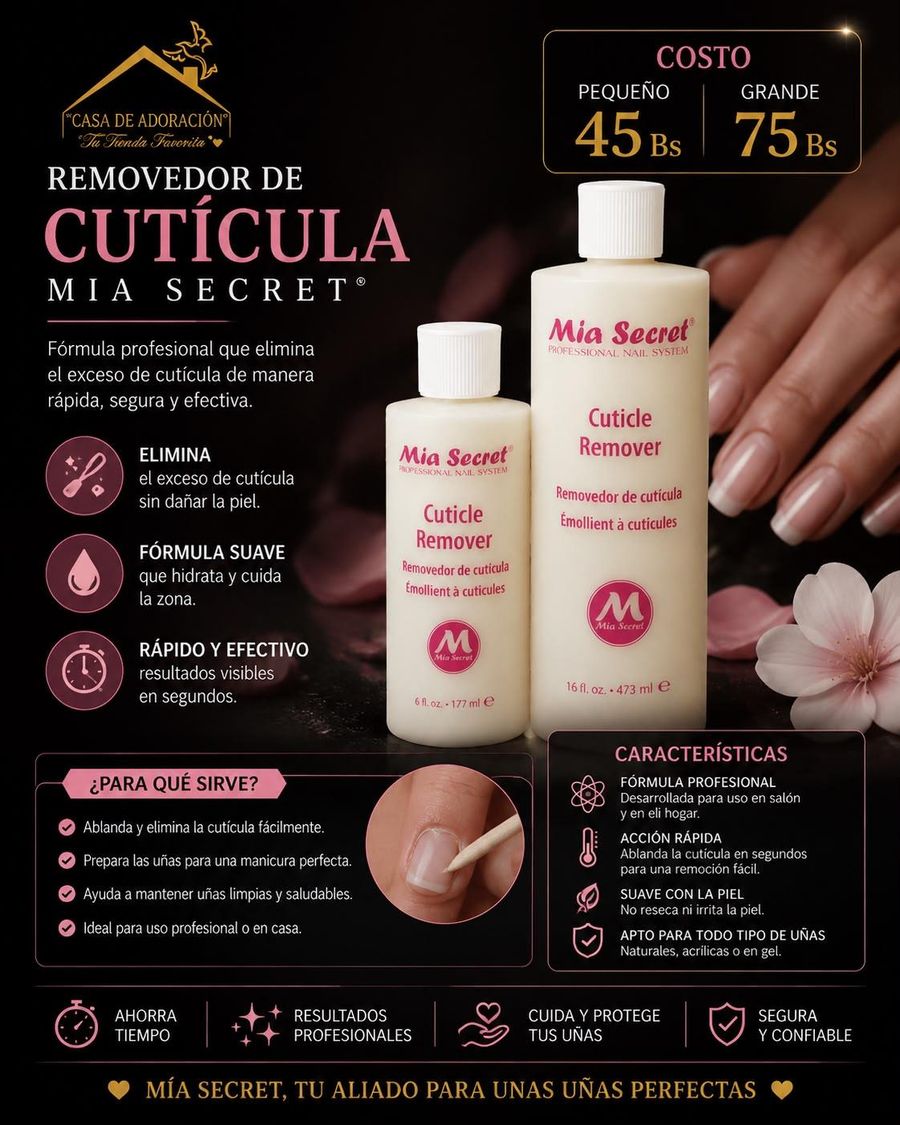 "CASA DE ADORACIÓN"
"Tu Tienda Favorita"
COSTO
PEQUEÑO
45 Bs
GRANDE
75 Bs
REMOVEDOR DE
CUTÍCULA
MIA SECRET®
Fórmula profesional que elimina
el exceso de cutícula de manera
rápida, segura y efectiva.
ELIMINA
el exceso de cutícula
sin dañar la piel.
FÓRMULA SUAVE
que hidrata y cuida
la zona.
RÁPIDO Y EFECTIVO
resultados visibles
en segundos.
Mia Secret®
PROFESSIONAL NAIL SYSTEM
Cuticle
Remover
Removedor de cutícula
Émollient à cuticules
M
Mia Secret
6 fl. oz. • 177 ml ℮
Mia Secret®
PROFESSIONAL NAIL SYSTEM
Cuticle
Remover
Removedor de cutícula
Émollient à cuticules
M
Mia Secret
16 fl. oz. • 473 ml ℮
¿PARA QUÉ SIRVE?
Ablanda y elimina la cutícula fácilmente.
Prepara las uñas para una manicura perfecta.
Ayuda a mantener uñas limpias y saludables.
Ideal para uso profesional o en casa.
CARACTERÍSTICAS
FÓRMULA PROFESIONAL
Desarrollada para uso en salón
y en eli hogar.
ACCIÓN RÁPIDA
Ablanda la cutícula en segundos
para una remoción fácil.
SUAVE CON LA PIEL
No reseca ni irrita la piel.
APTO PARA TODO TIPO DE UÑAS
Naturales, acrílicas o en gel.
AHORRA
TIEMPO
RESULTADOS
PROFESIONALES
CUIDA Y PROTEGE
TUS UÑAS
SEGURA
Y CONFIABLE
MÍA SECRET, TU ALIADO PARA UNAS UÑAS PERFECTAS